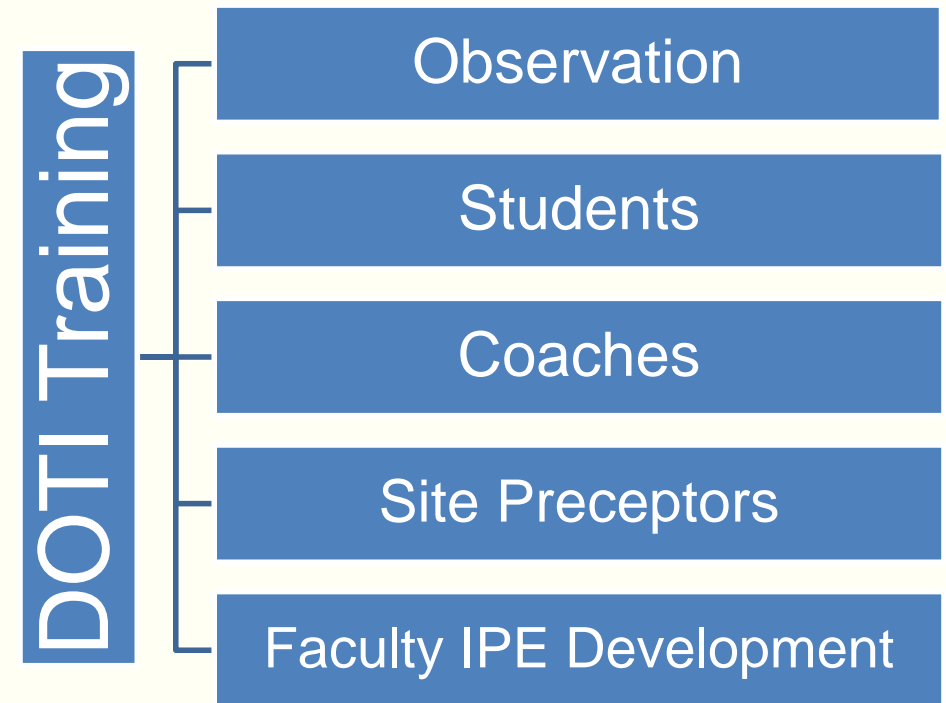 DOTI Training
Observation
Students
Coaches
Site Preceptors
Faculty IPE Development